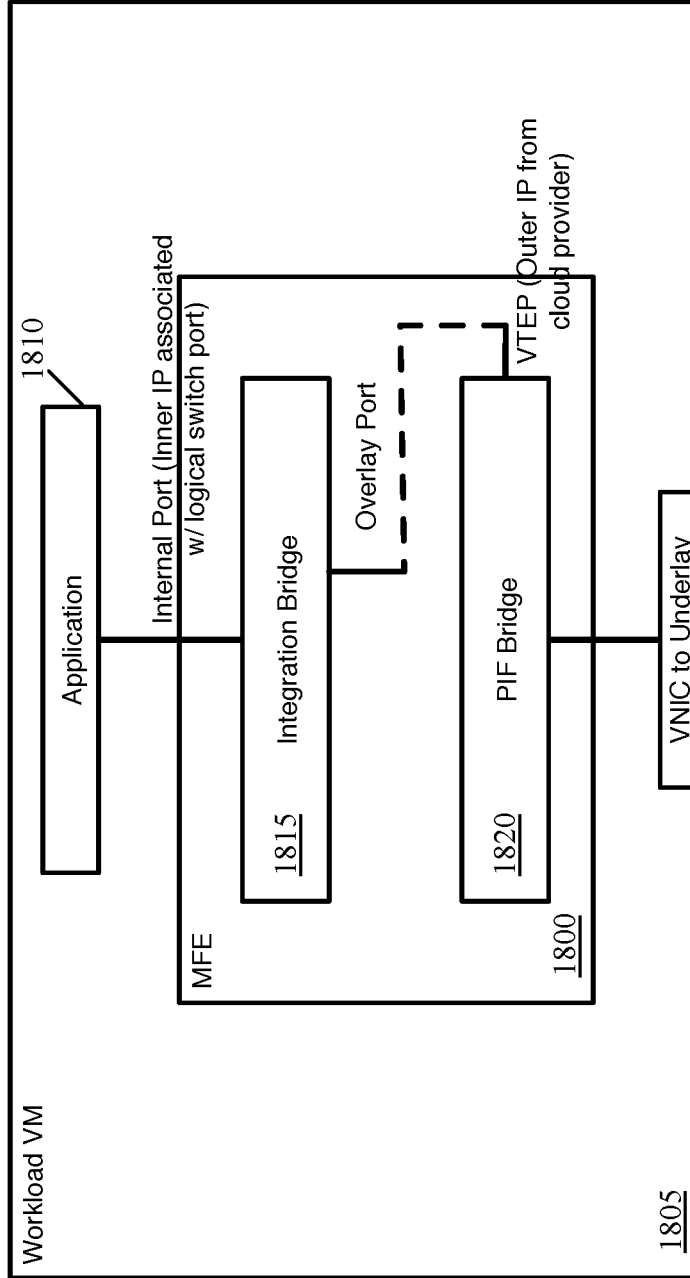 Workload VM
Application
1810
Internal Port (Inner IP associated
w/ logical switch port)
MFE
Integration Bridge
1815
Overlay Port
PIF Bridge
1820
VTEP (Outer IP from
cloud provider)
1800
VNIC to Underlay
1805